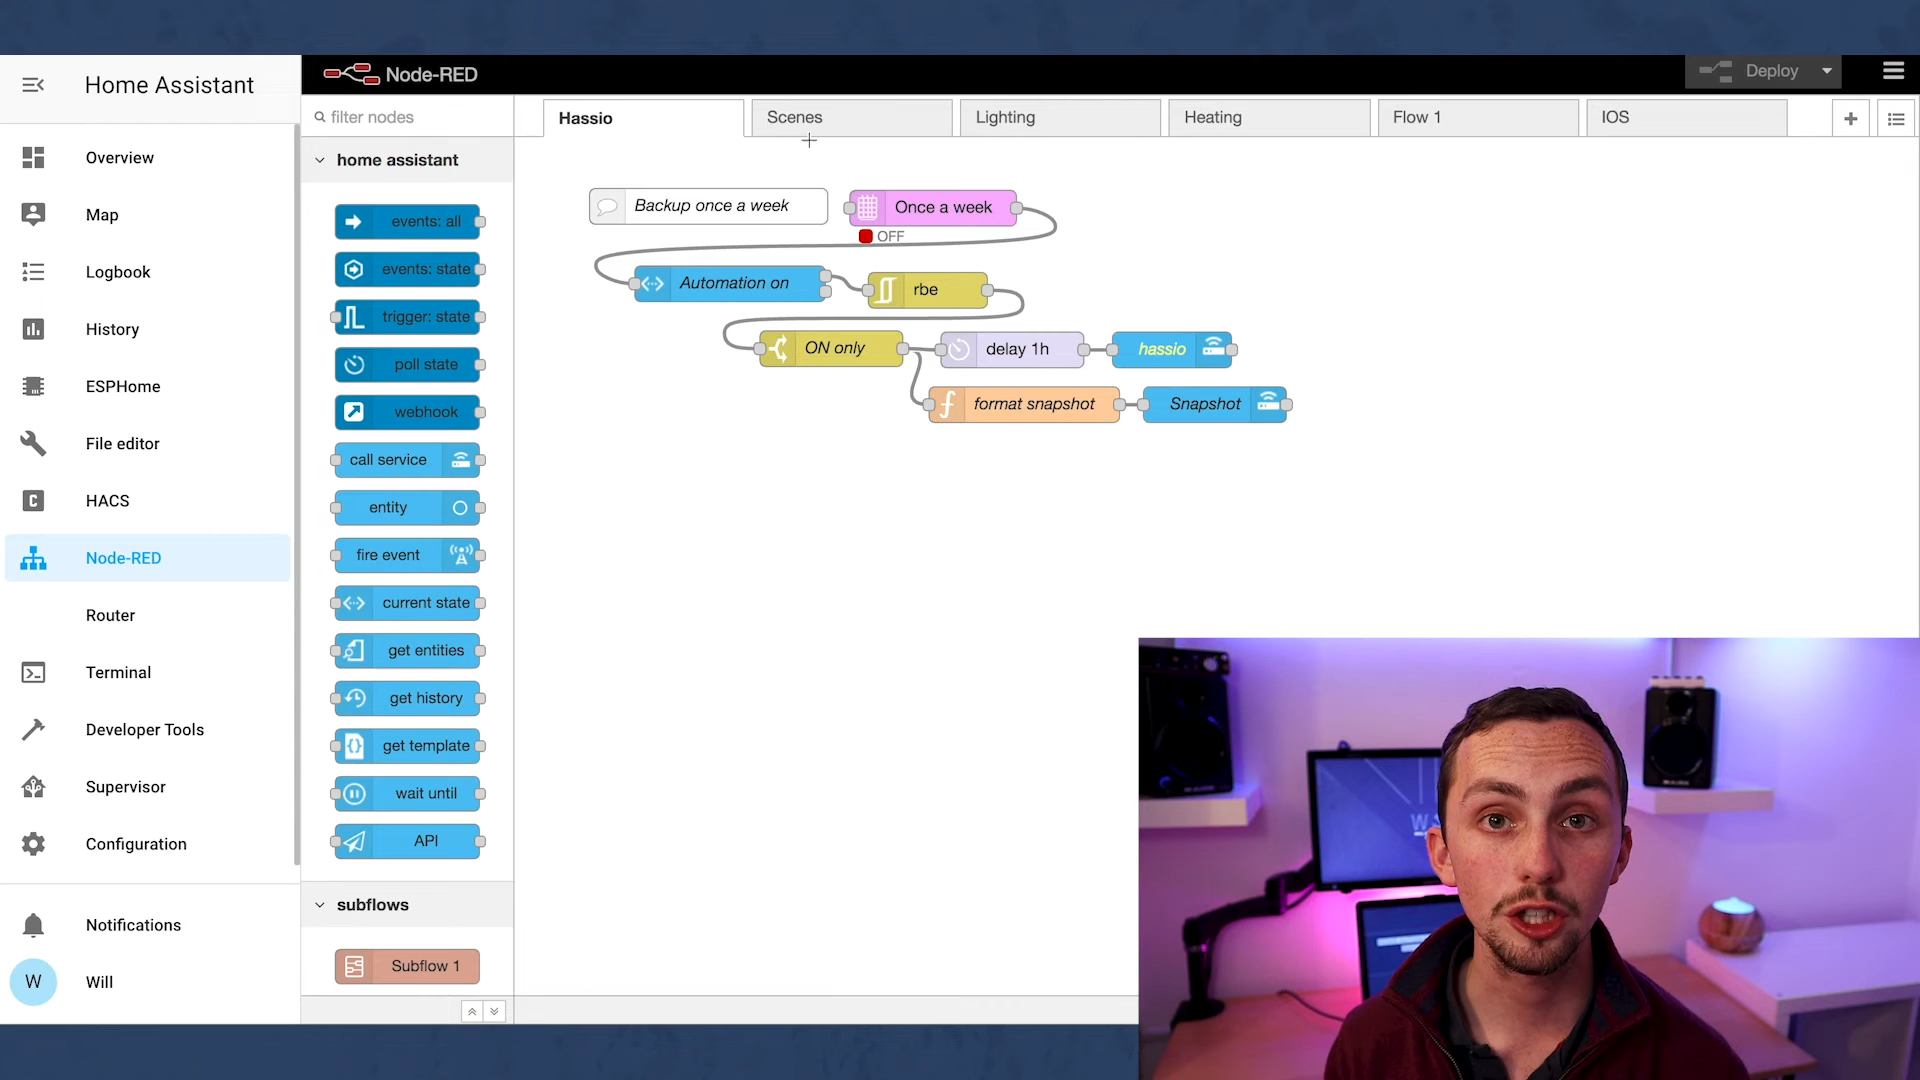 Home Assistant
Overview
Map
Logbook
History
ESPHome
File editor
C HACS
Node-RED
Router
Terminal
Developer Tools
Supervisor
Configuration
Notifications
W Will
Node-RED
Deploy
filter nodes
home assistant
events: all
events: state
trigger: state
poll state
webhook
call service
entity
fire event
current state
get entities
get history
get template
wait until
API
subflows
Subflow 1
Hassio
Scenes
Lighting
Heating
Flow 1
IOS
Backup once a week
Once a week
OFF
Automation on
rbe
ON only
delay 1h
hassio
format snapshot
Snapshot